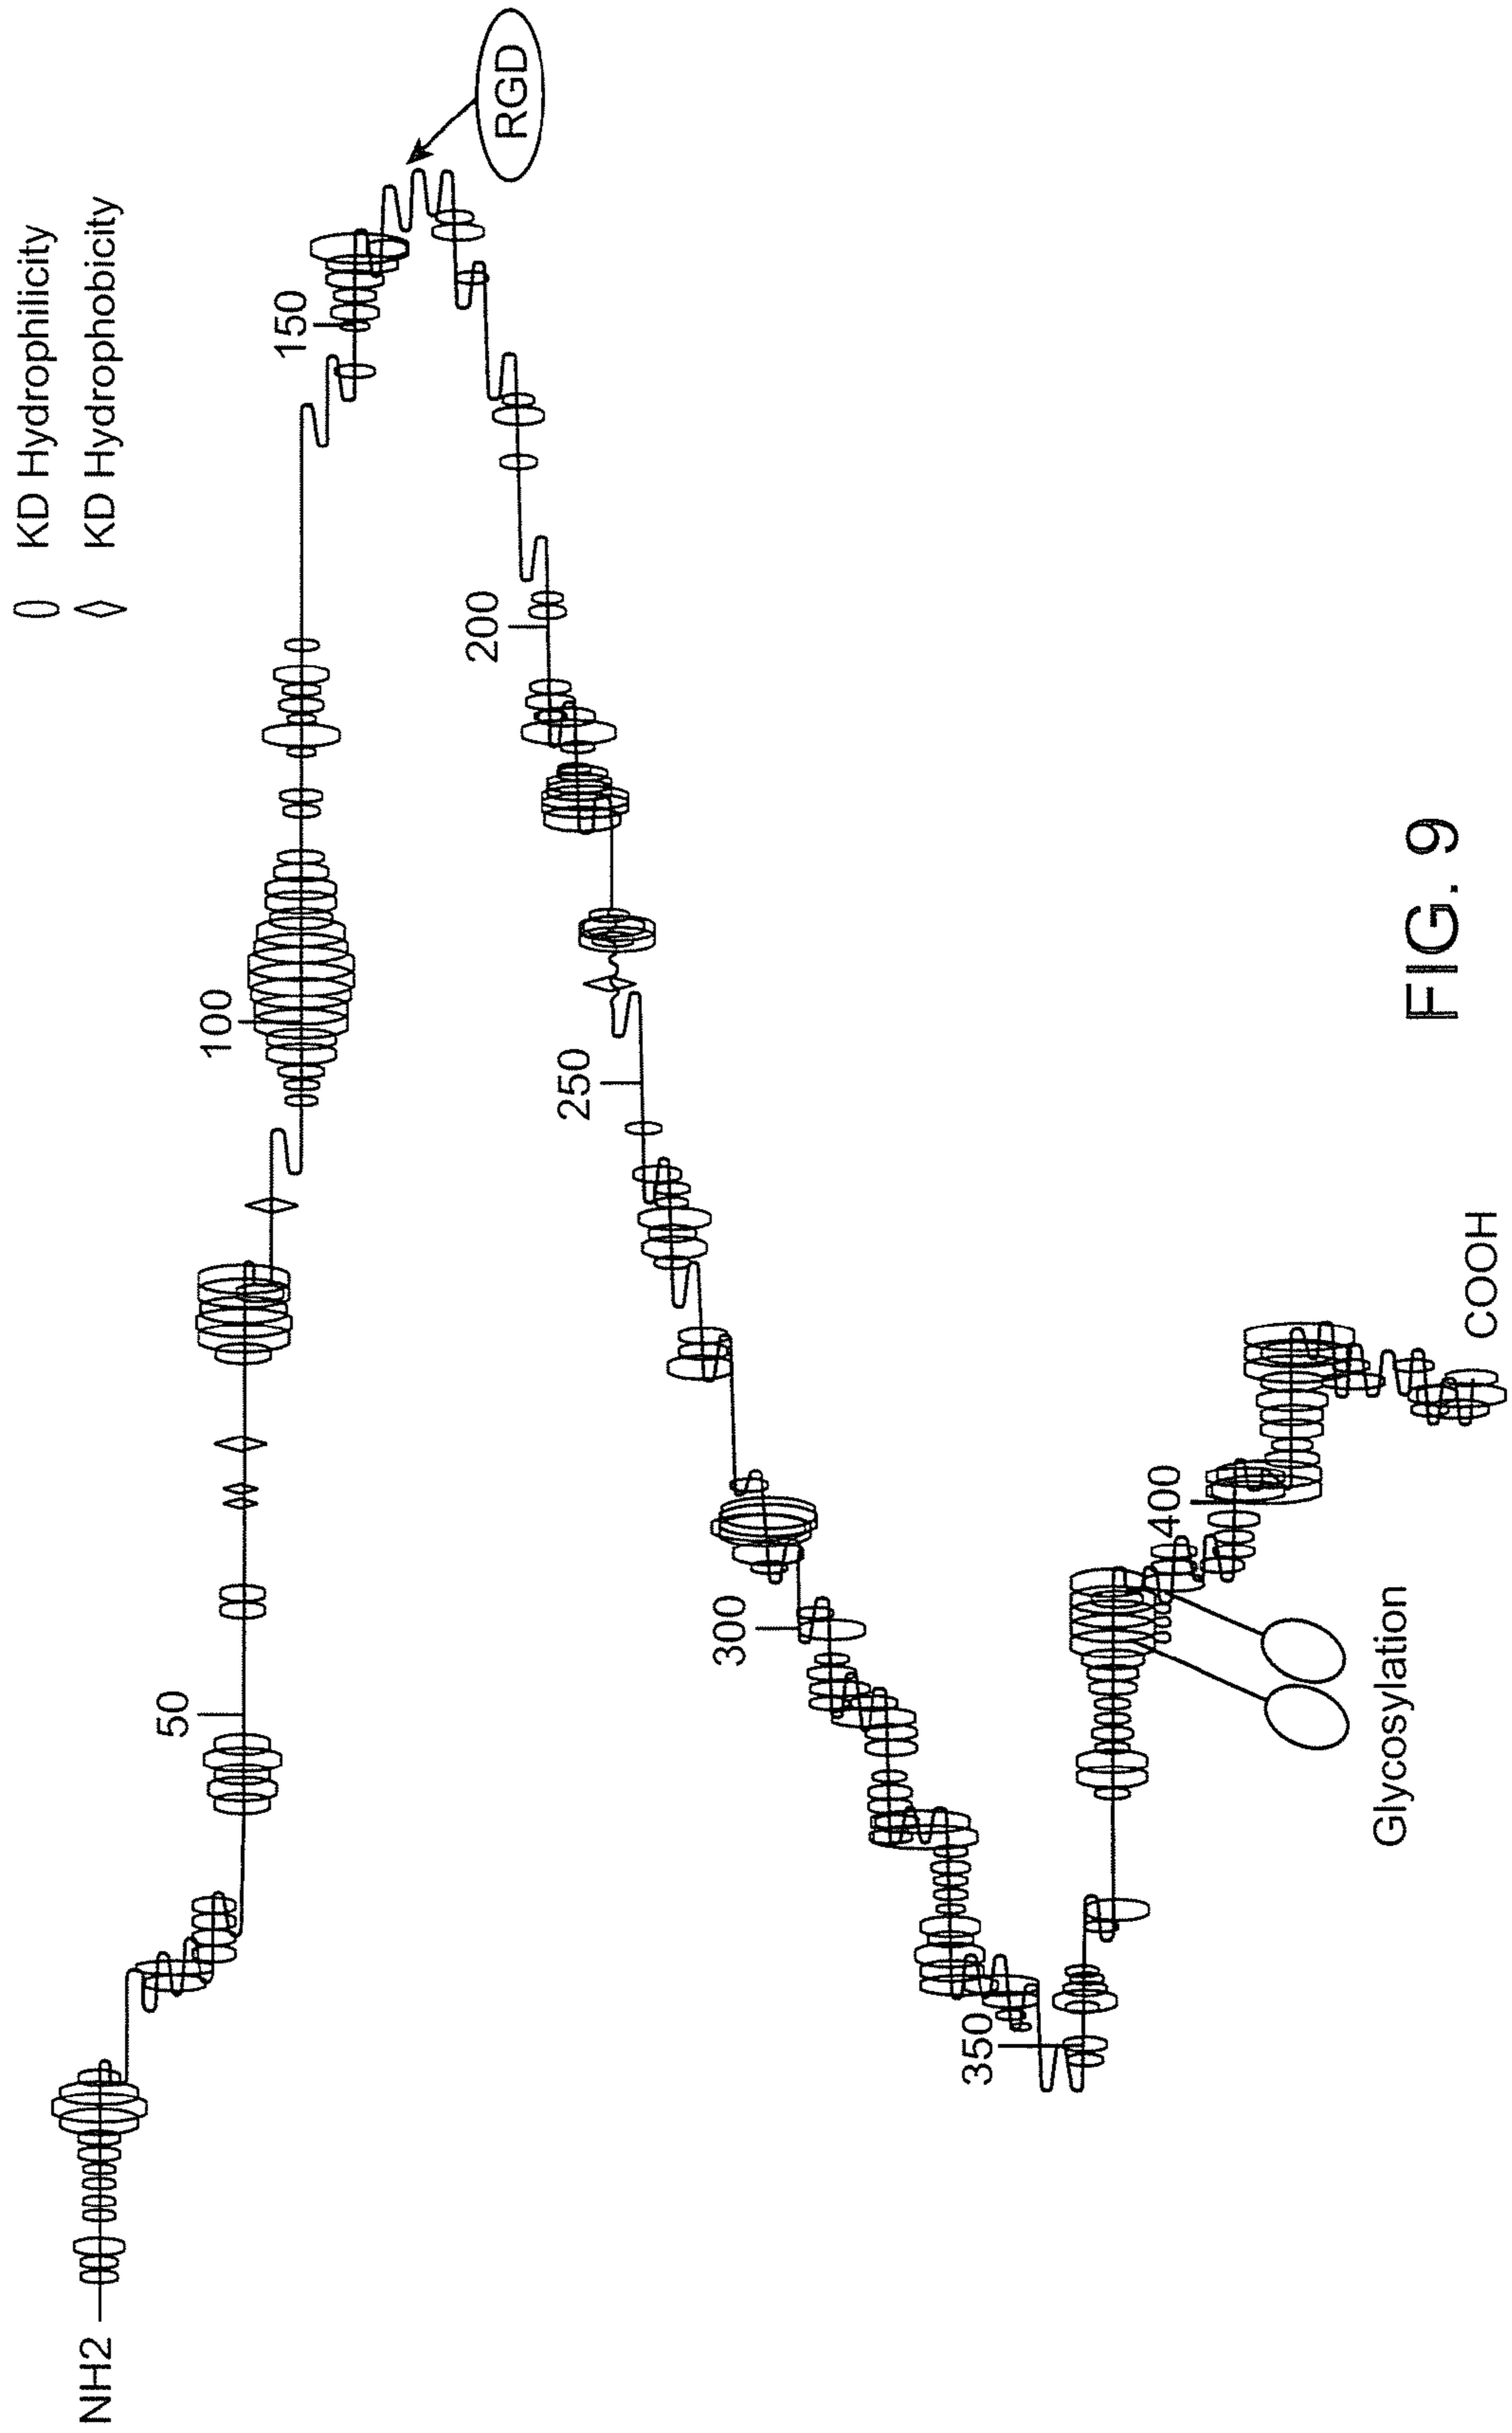 KD Hydrophilicity
KD Hydrophobicity
NH2
50
100
150
RGD
200
250
300
350
400
Glycosylation
COOH
FIG. 9